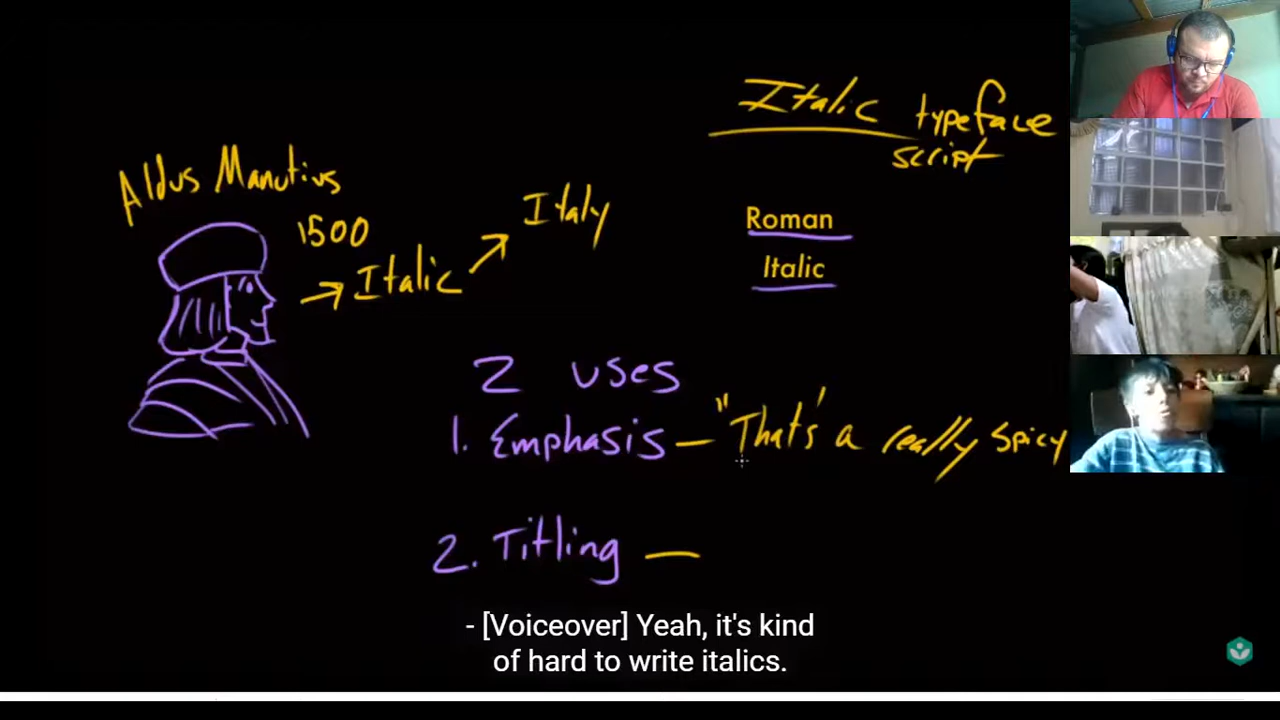 Italic typeface
script
Aldus Manutius
1500
Italic
Italy
Roman
Italic
2 uses
1. Emphasis — "That's a really spicy
2. Titling —
- [Voiceover] Yeah, it's kind
of hard to write italics.